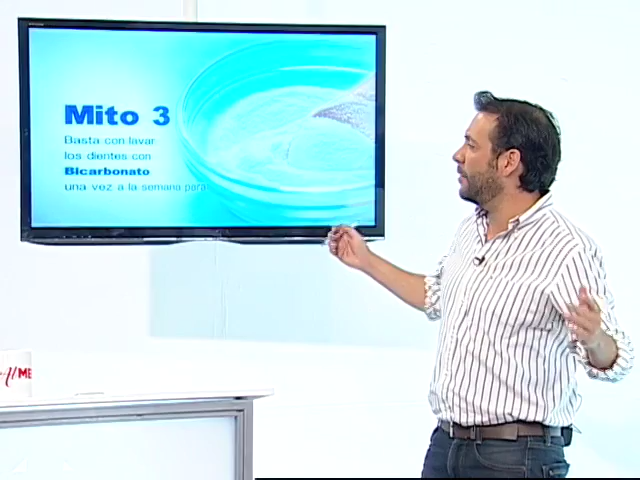 Mito 3
Basta con lavar
los dientes con
Bicarbonato
una vez a la semana para